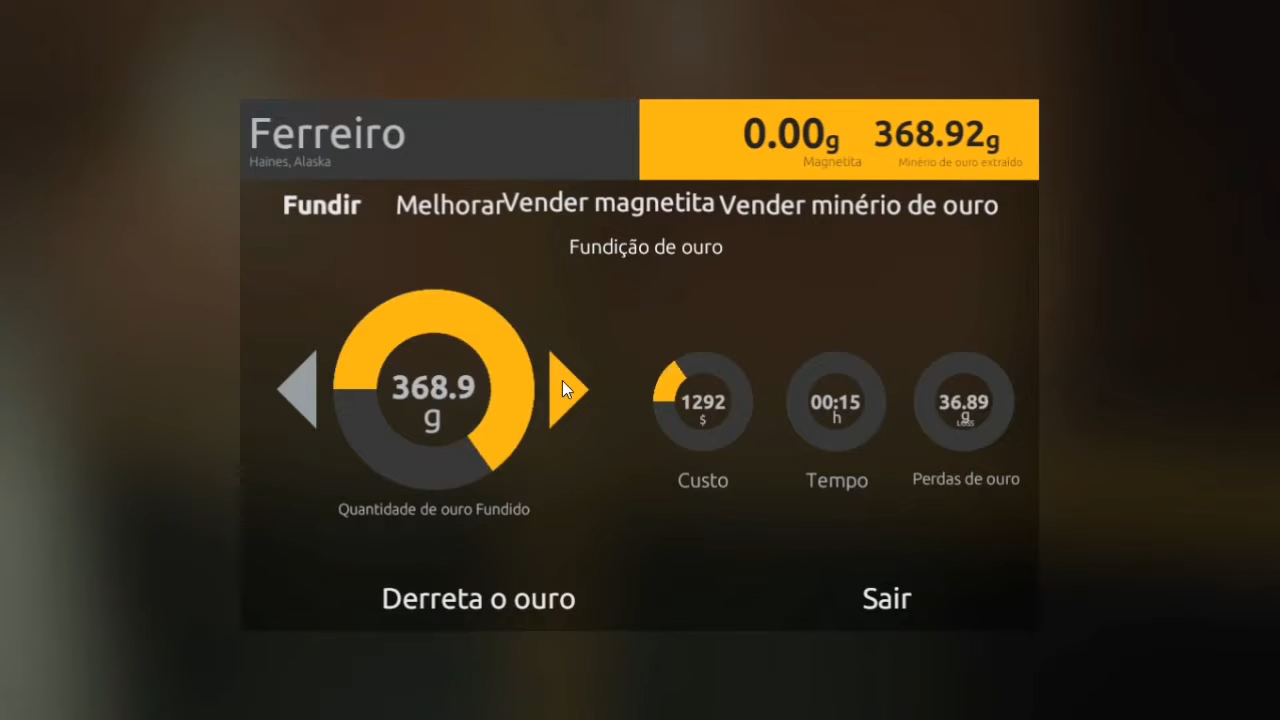 Ferreiro
Haines, Alaska
0.00g
Magnetita
368.92g
Minério de ouro extraído
Fundir
Melhorar
Vender magnetita
Vender minério de ouro
Fundição de ouro
368.9
g
Quantidade de ouro Fundido
1292
$
Custo
00:15
h
Tempo
36.89
g
Loss
Perdas de ouro
Derreta o ouro
Sair